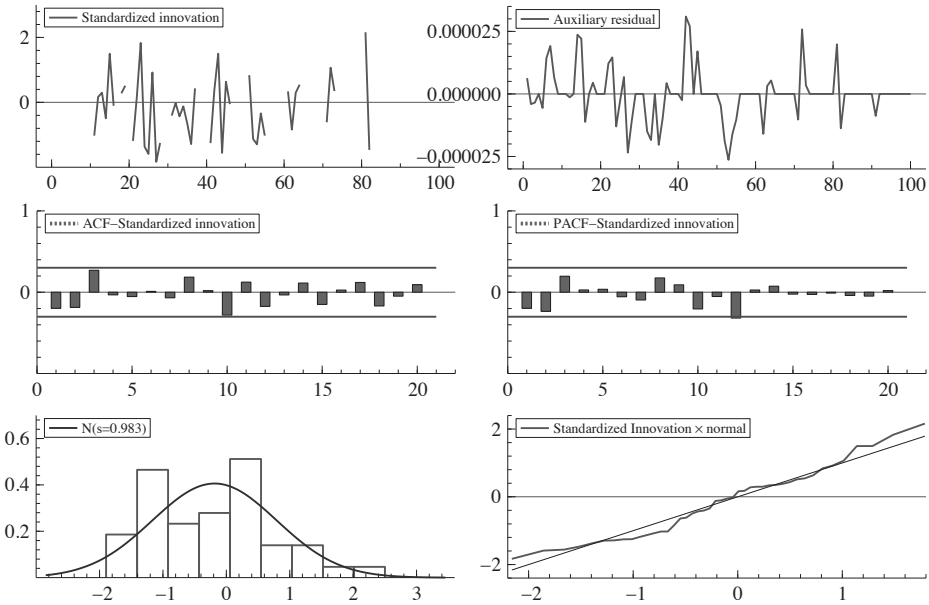 Standardized innovation
2
0
0 20 40 60 80 100
Auxiliary residual
0.000025
0.000000
−0.000025
0 20 40 60 80 100
ACF–Standardized innovation
1
0
0 5 10 15 20
PACF–Standardized innovation
1
0
0 5 10 15 20
N(s=0.983)
0.6
0.4
0.2
−2 −1 0 1 2 3
Standardized Innovation × normal
2
0
−2
−2 −1 0 1